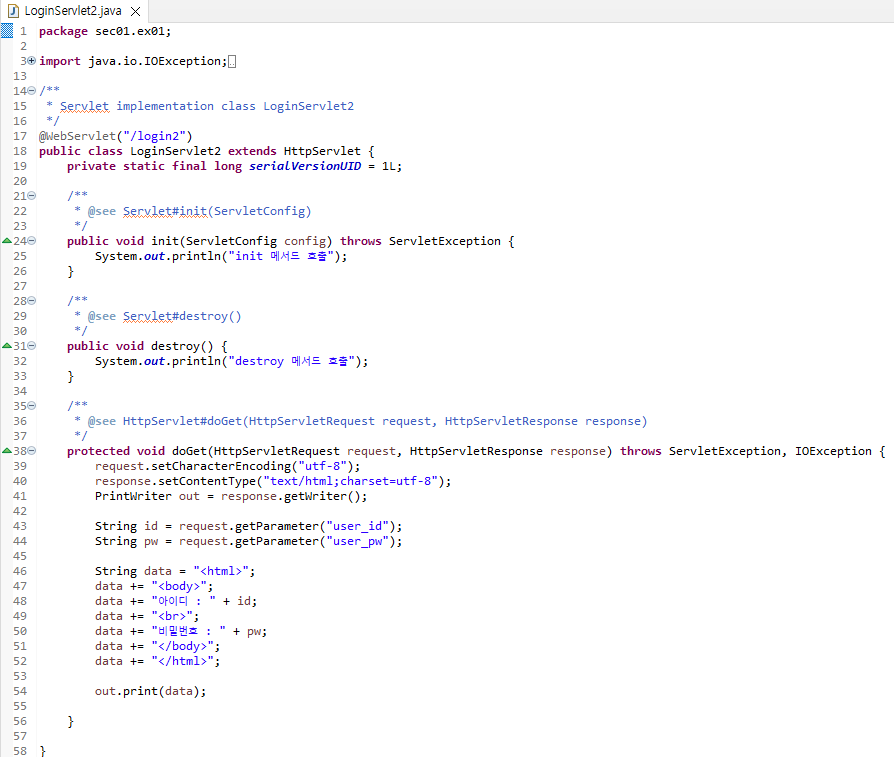 LoginServlet2.java
1 package sec01.ex01;
2
3 import java.io.IOException;
13
14 /**
15  * Servlet implementation class LoginServlet2
16  */
17 @WebServlet("/login2")
18 public class LoginServlet2 extends HttpServlet {
19     private static final long serialVersionUID = 1L;
20
21     /**
22      * @see Servlet#init(ServletConfig)
23      */
24     public void init(ServletConfig config) throws ServletException {
25         System.out.println("init 메서드 호출");
26     }
27
28     /**
29      * @see Servlet#destroy()
30      */
31     public void destroy() {
32         System.out.println("destroy 메서드 호출");
33     }
34
35     /**
36      * @see HttpServlet#doGet(HttpServletRequest request, HttpServletResponse response)
37      */
38     protected void doGet(HttpServletRequest request, HttpServletResponse response) throws ServletException, IOException {
39         request.setCharacterEncoding("utf-8");
40         response.setContentType("text/html;charset=utf-8");
41         PrintWriter out = response.getWriter();
42
43         String id = request.getParameter("user_id");
44         String pw = request.getParameter("user_pw");
45
46         String data = "<html>";
47         data += "<body>";
48         data += "아이디 : " + id;
49         data += "<br>";
50         data += "비밀번호 : " + pw;
51         data += "</body>";
52         data += "</html>";
53
54         out.print(data);
55
56     }
57
58 }